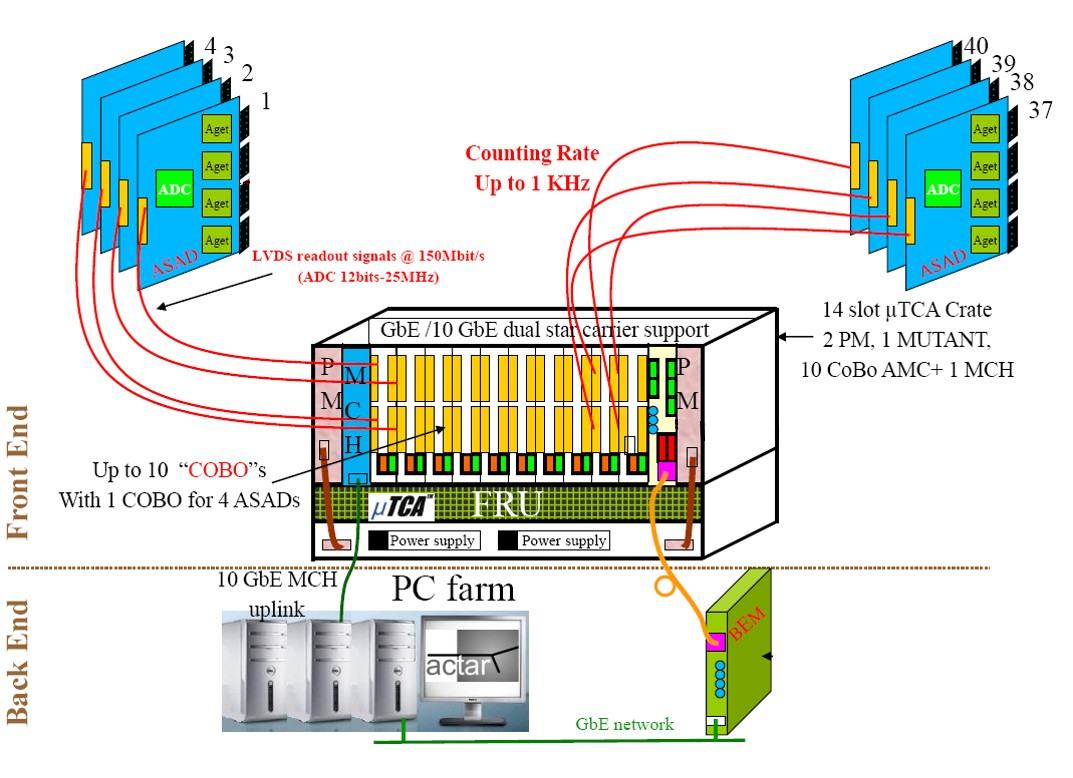 4
3
2
1
Aget
Aget
Aget
Aget
ADC
ASAD
40
39
38
37
Aget
Aget
Aget
Aget
ADC
ASAD
Counting Rate
Up to 1 KHz
LVDS readout signals @ 150Mbit/s
(ADC 12bits-25MHz)
14 slot µTCA Crate
2 PM, 1 MUTANT,
10 CoBo AMC+ 1 MCH
GbE /10 GbE dual star carrier support
PM
MCH
PM
Up to 10 “COBO”s
With 1 COBO for 4 ASADs
µTCA™
FRU
Power supply
Power supply
Front End
Back End
10 GbE MCH
uplink
PC farm
actar
BEM
GbE network